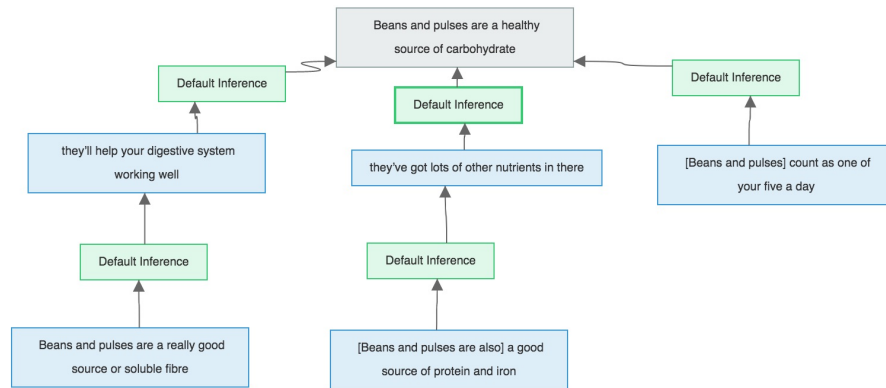 Beans and pulses are a healthy
source of carbohydrate
Default Inference
Default Inference
Default Inference
they'll help your digestive system
working well
they've got lots of other nutrients in there
[Beans and pulses] count as one of
your five a day
Default Inference
Default Inference
Beans and pulses are a really good
source or soluble fibre
[Beans and pulses are also] a good
source of protein and iron